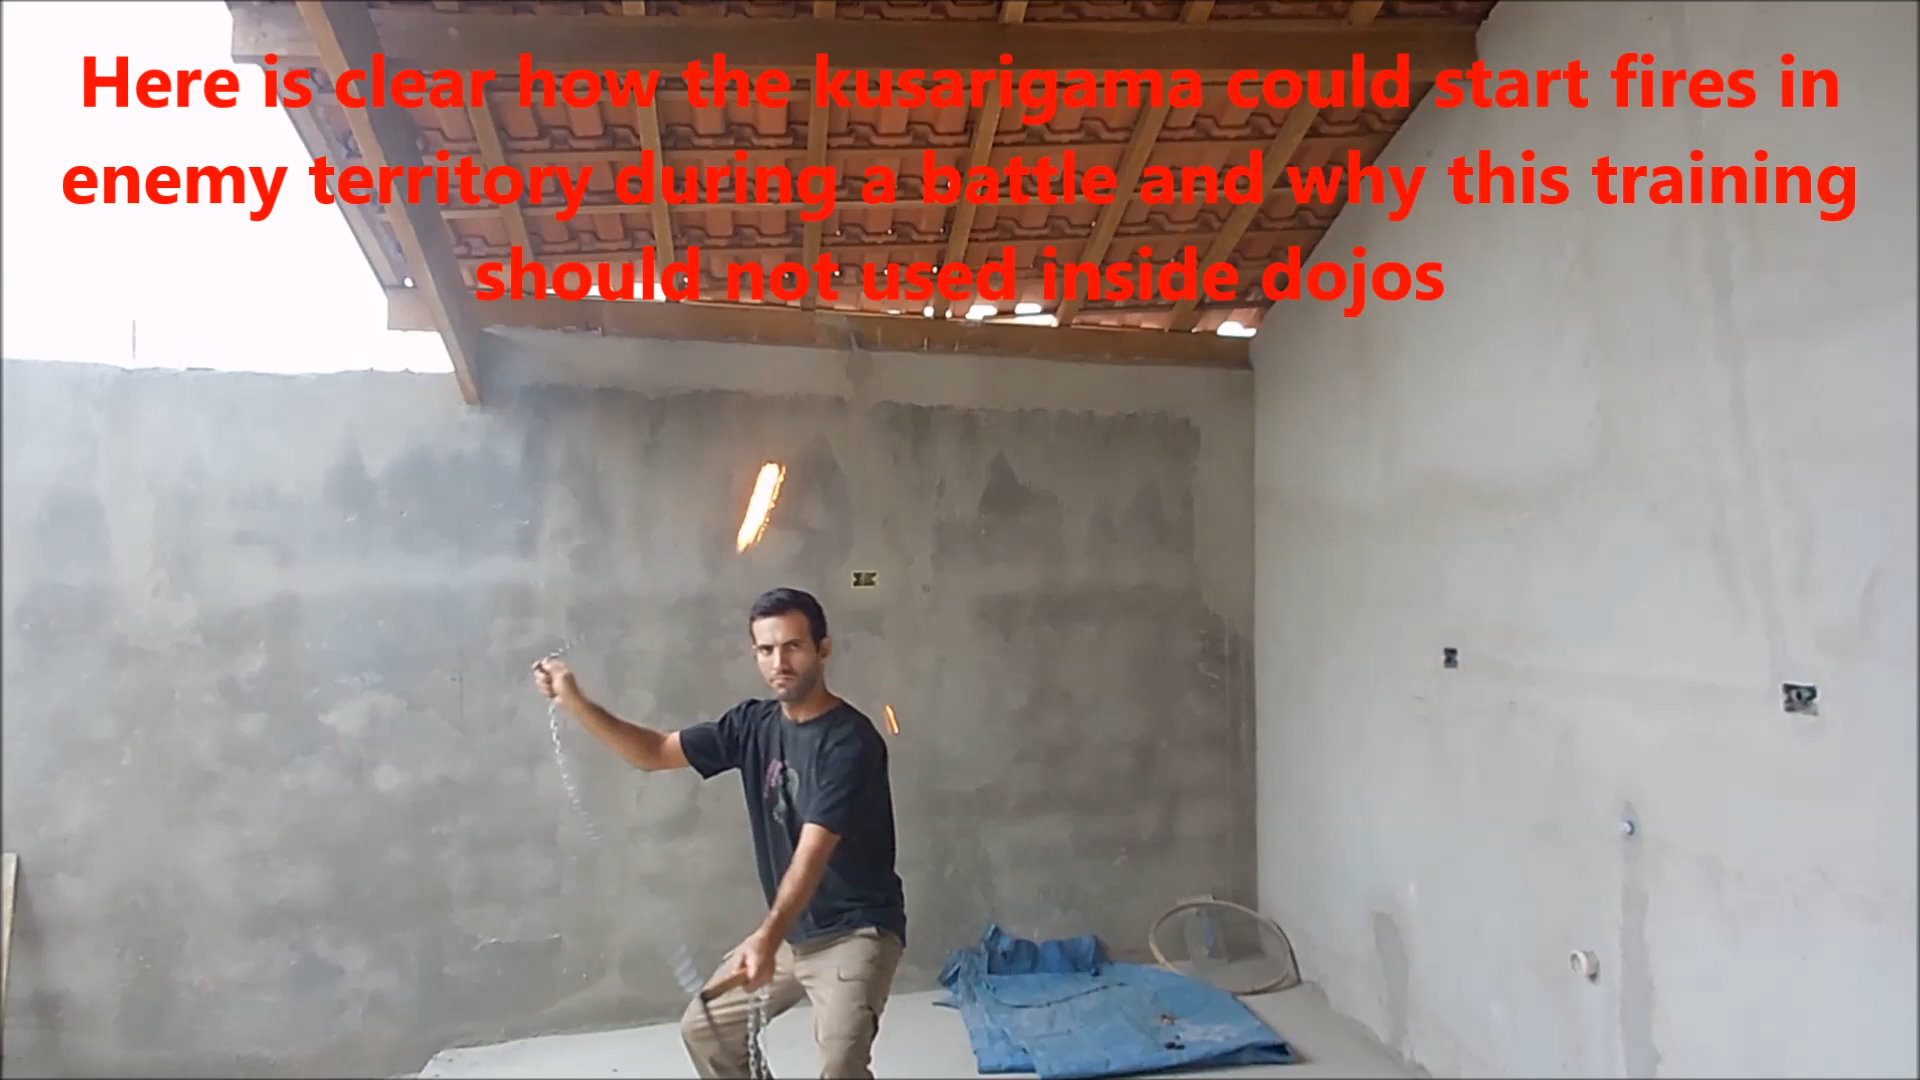 Here is clear how the kusarigama could start fires in
enemy territory during a battle and why this training
should not used inside dojos